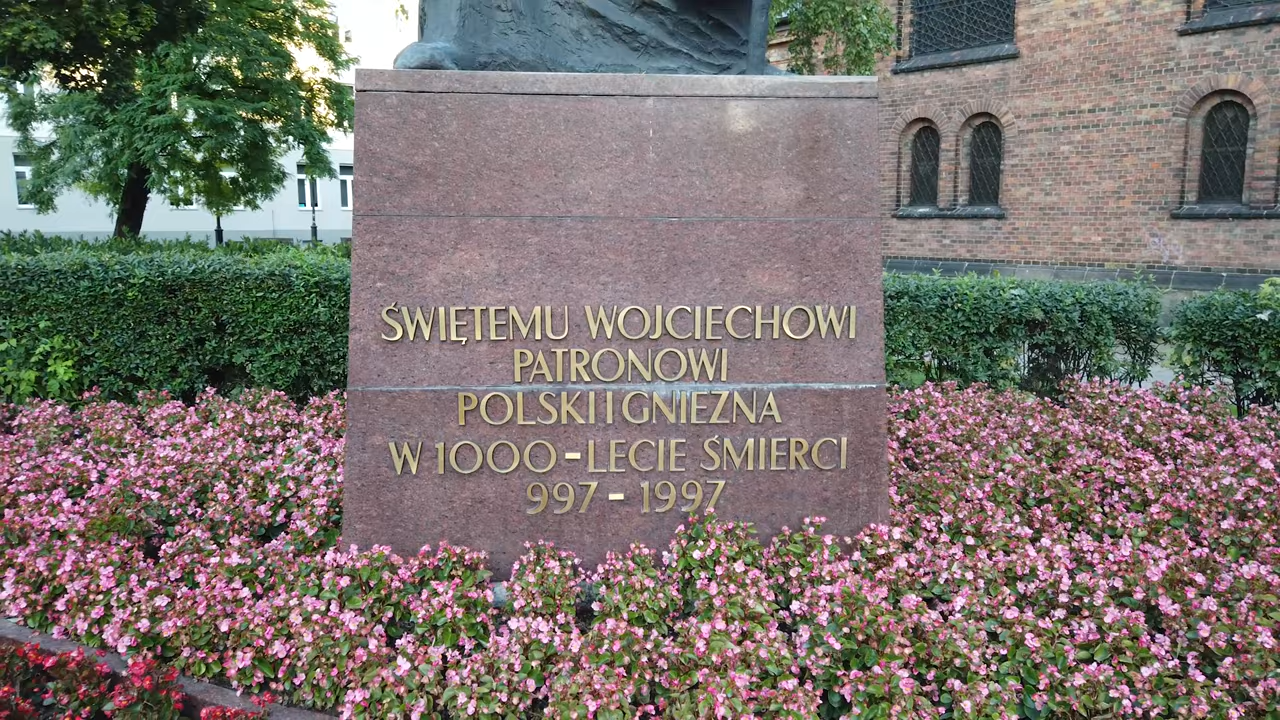 ŚWIĘTEMU WOJCIECHOWI
PATRONOWI
POLSKI I GNIEZNA
W 1000-LECIE ŚMIERCI
997-1997